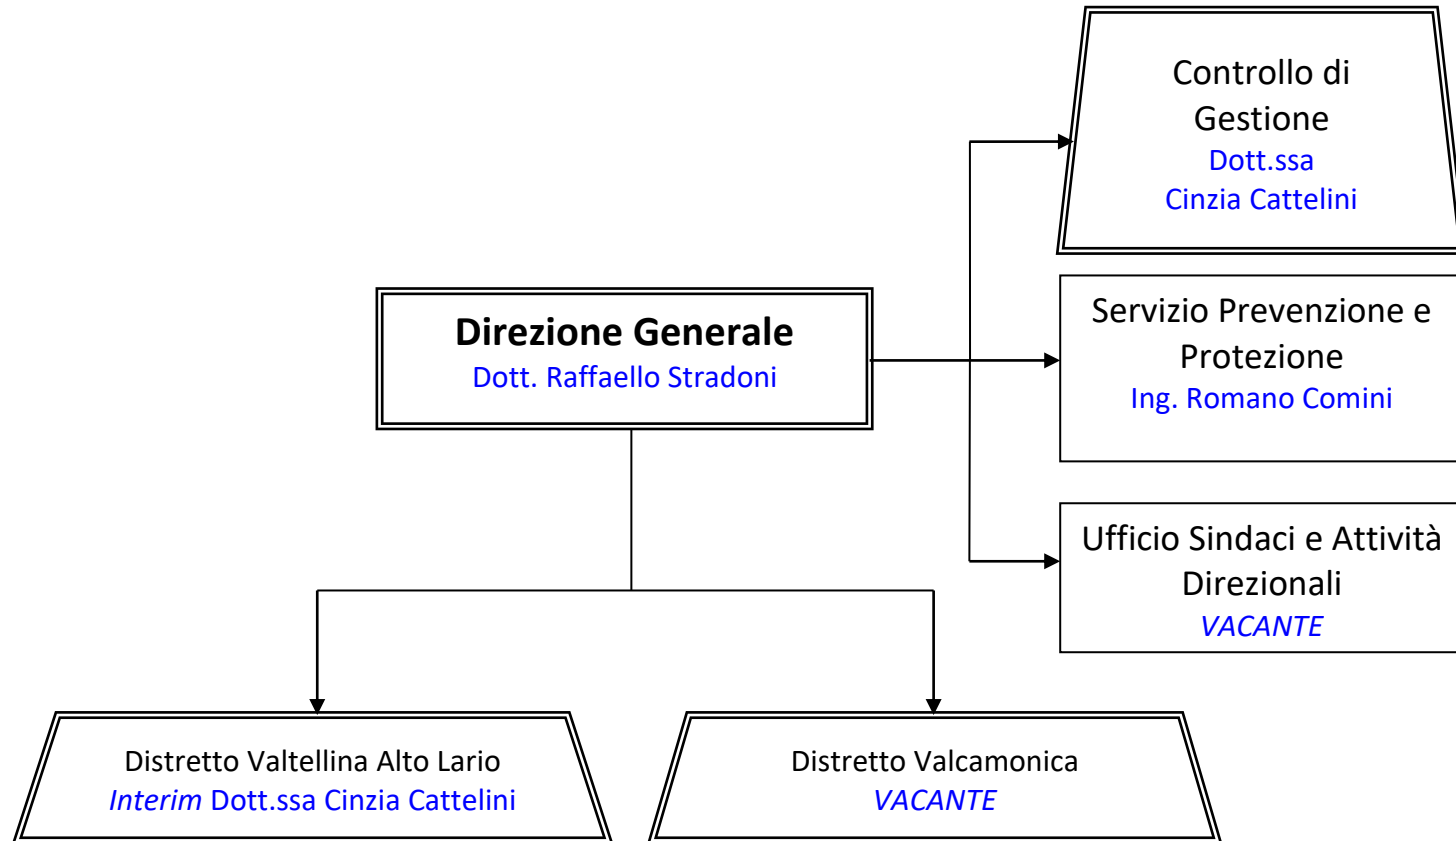 Controllo di
Gestione
Dott.ssa
Cinzia Cattelini
Direzione Generale
Dott. Raffaello Stradoni
Servizio Prevenzione e
Protezione
Ing. Romano Comini
Ufficio Sindaci e Attività
Direzionali
VACANTE
Distretto Valtellina Alto Lario
Interim Dott.ssa Cinzia Cattelini
Distretto Valcamonica
VACANTE